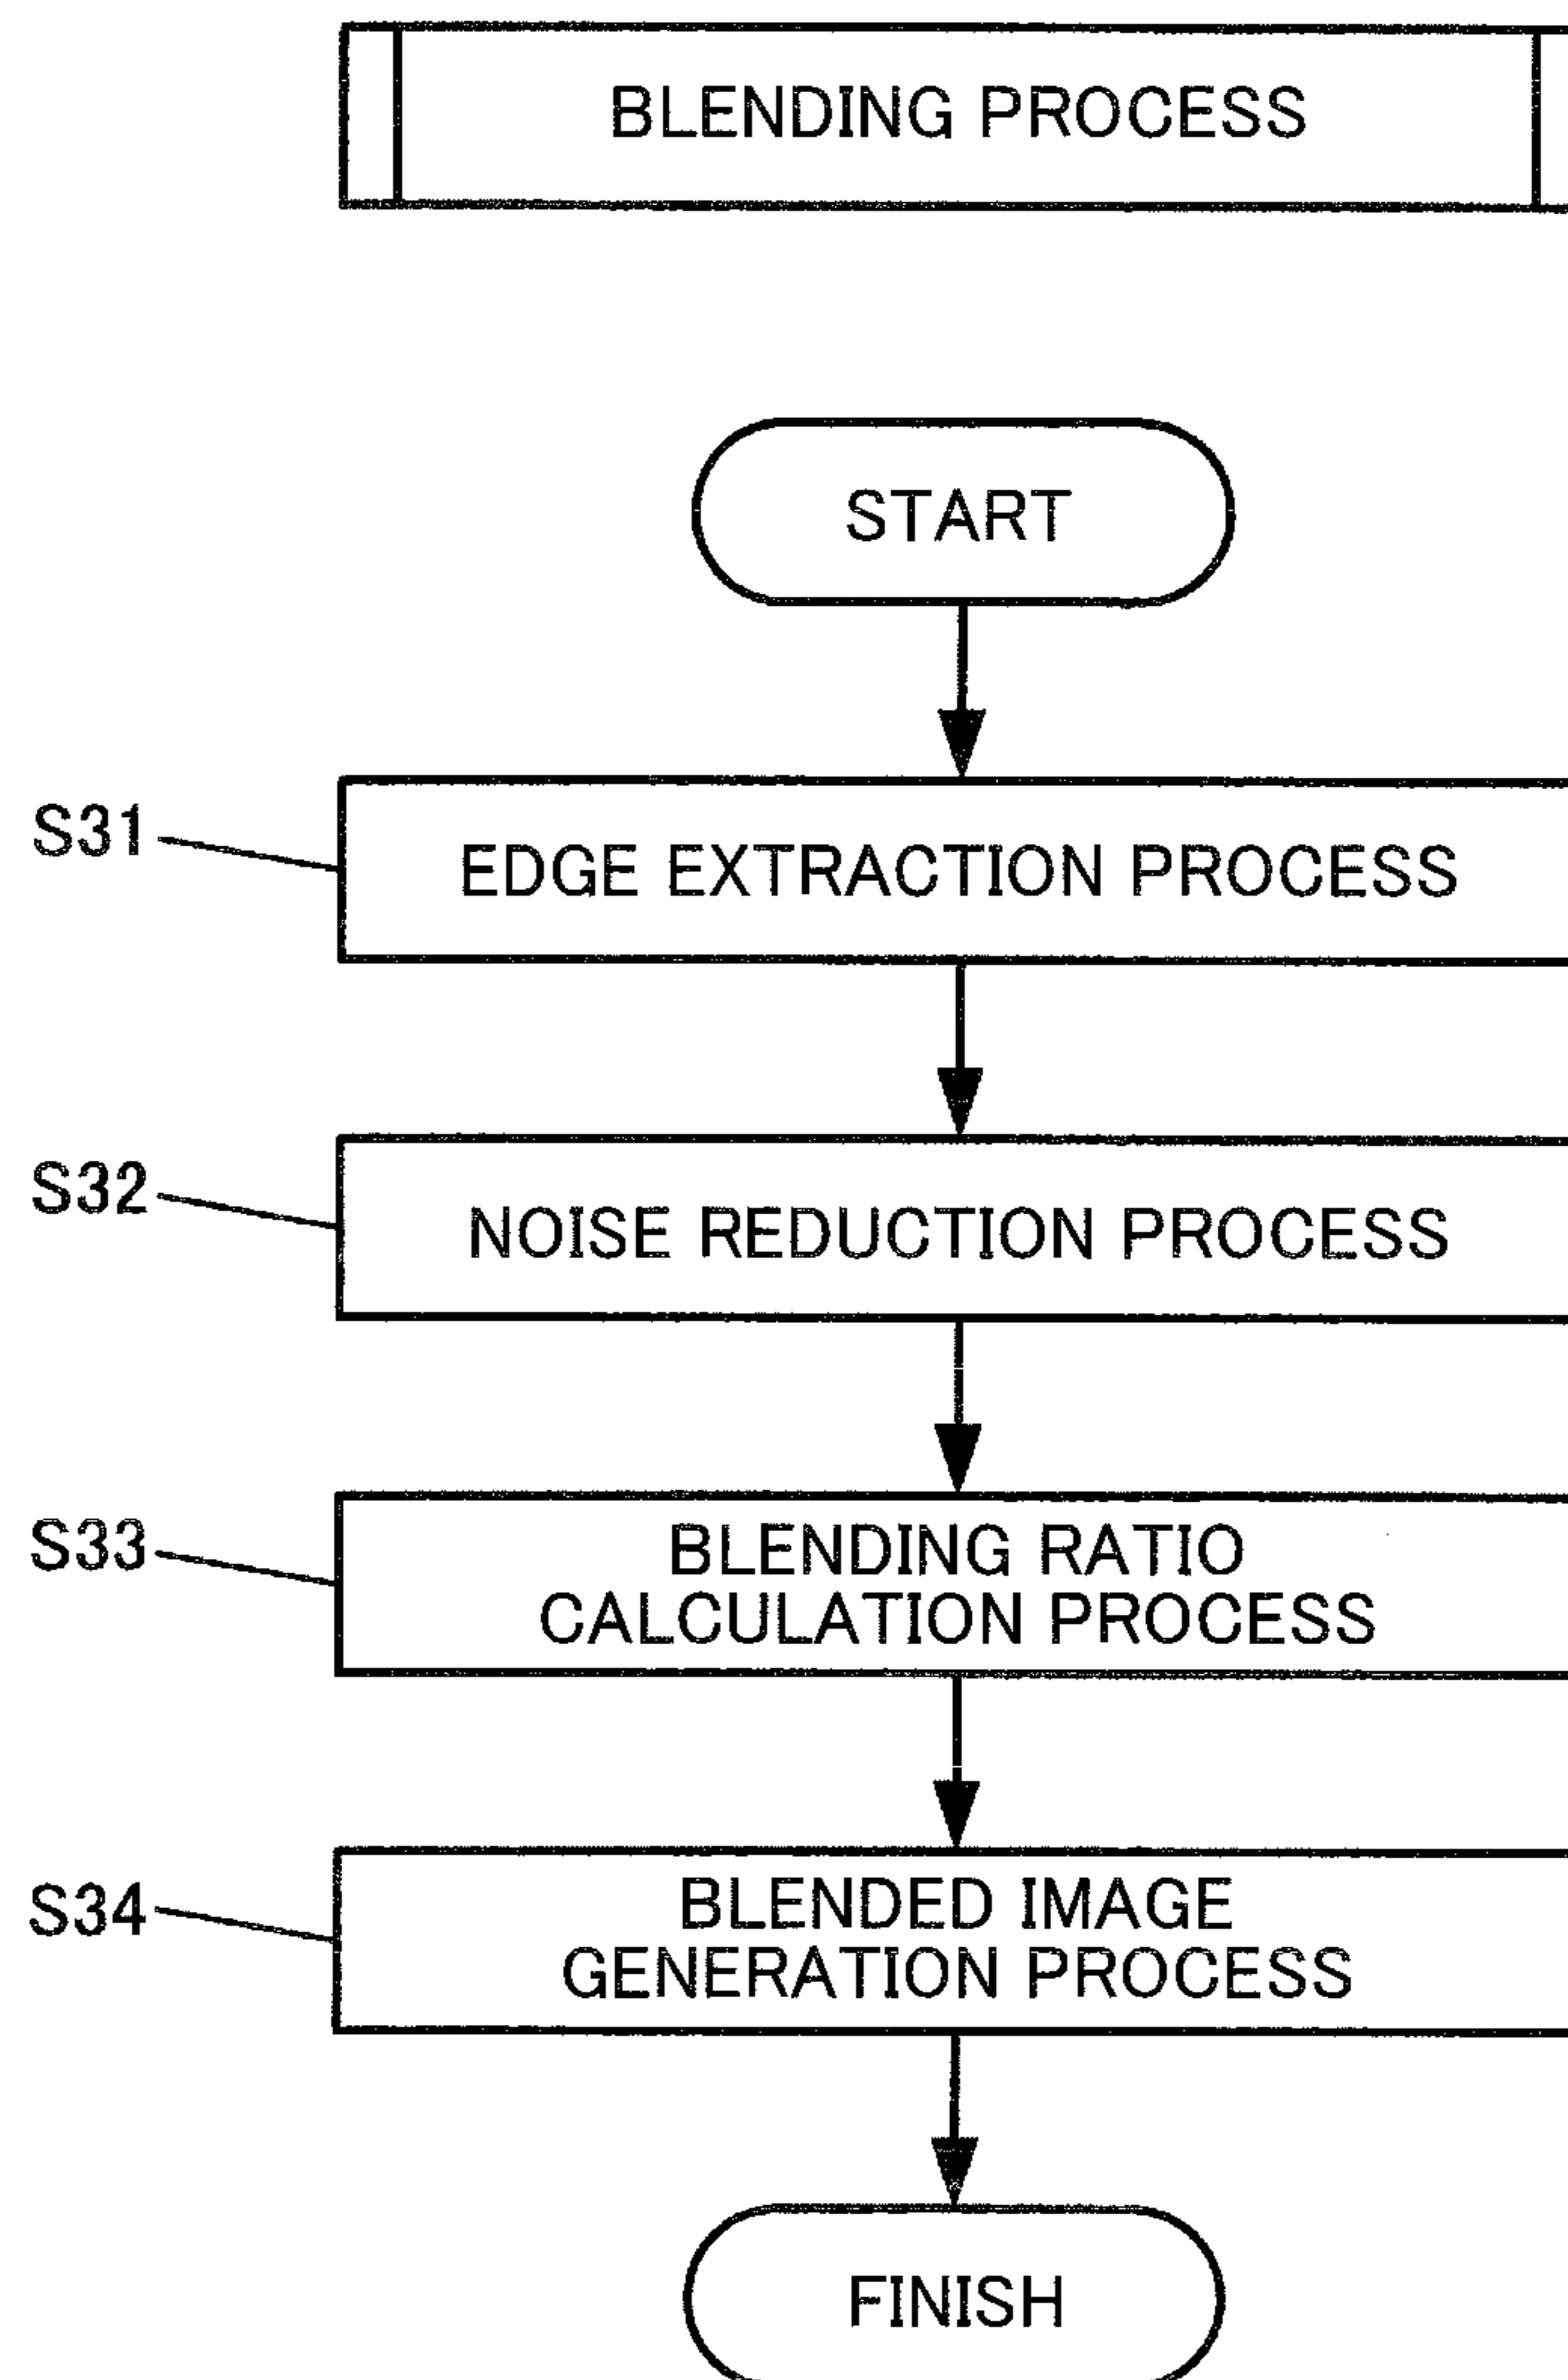 BLENDING PROCESS
START
S31
EDGE EXTRACTION PROCESS
S32
NOISE REDUCTION PROCESS
S33
BLENDING RATIO
CALCULATION PROCESS
S34
BLENDED IMAGE
GENERATION PROCESS
FINISH